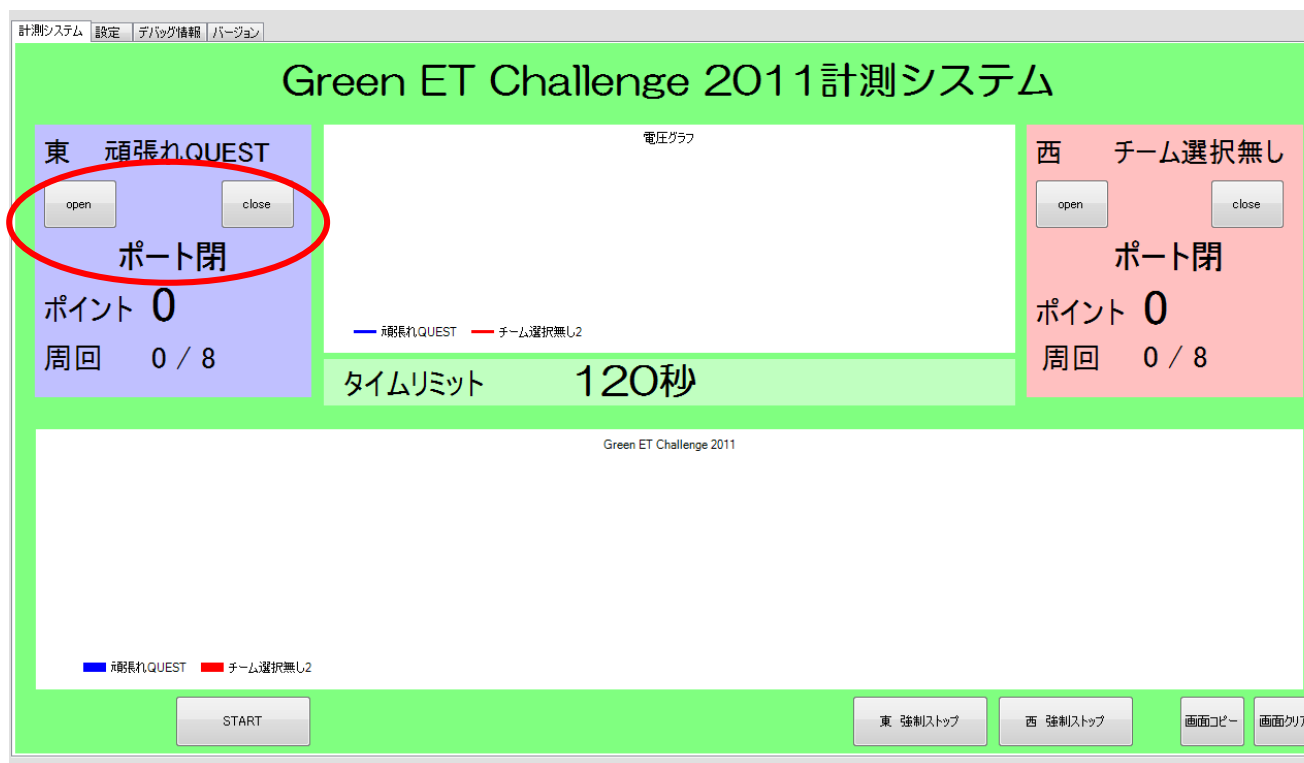 計測システム 設定 デバッグ情報 バージョン
Green ET Challenge 2011計測システム
東 頑張れQUEST
open close
ポート閉
ポイント 0
周回 0 / 8
電圧グラフ
頑張れQUEST チーム選択無し2
タイムリミット 120秒
西 チーム選択無し
open close
ポート閉
ポイント 0
周回 0 / 8
Green ET Challenge 2011
頑張れQUEST チーム選択無し2
START 東 強制ストップ 西 強制ストップ 画面コピー 画面クリア